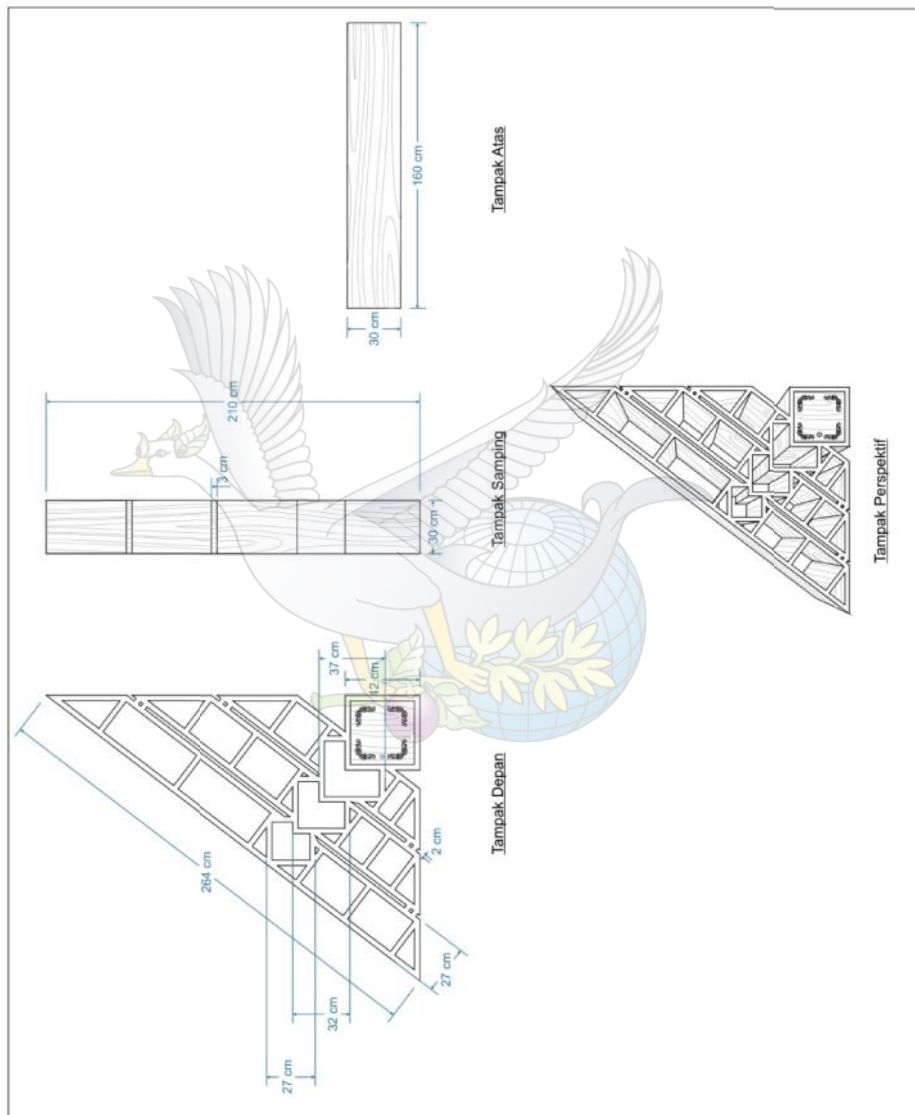 264 cm
27 cm
32 cm
27 cm
2 cm
37 cm
42 cm
Tampak Depan
210 cm
3 cm
30 cm
Tampak Samping
30 cm
160 cm
Tampak Atas
Tampak Perspektif